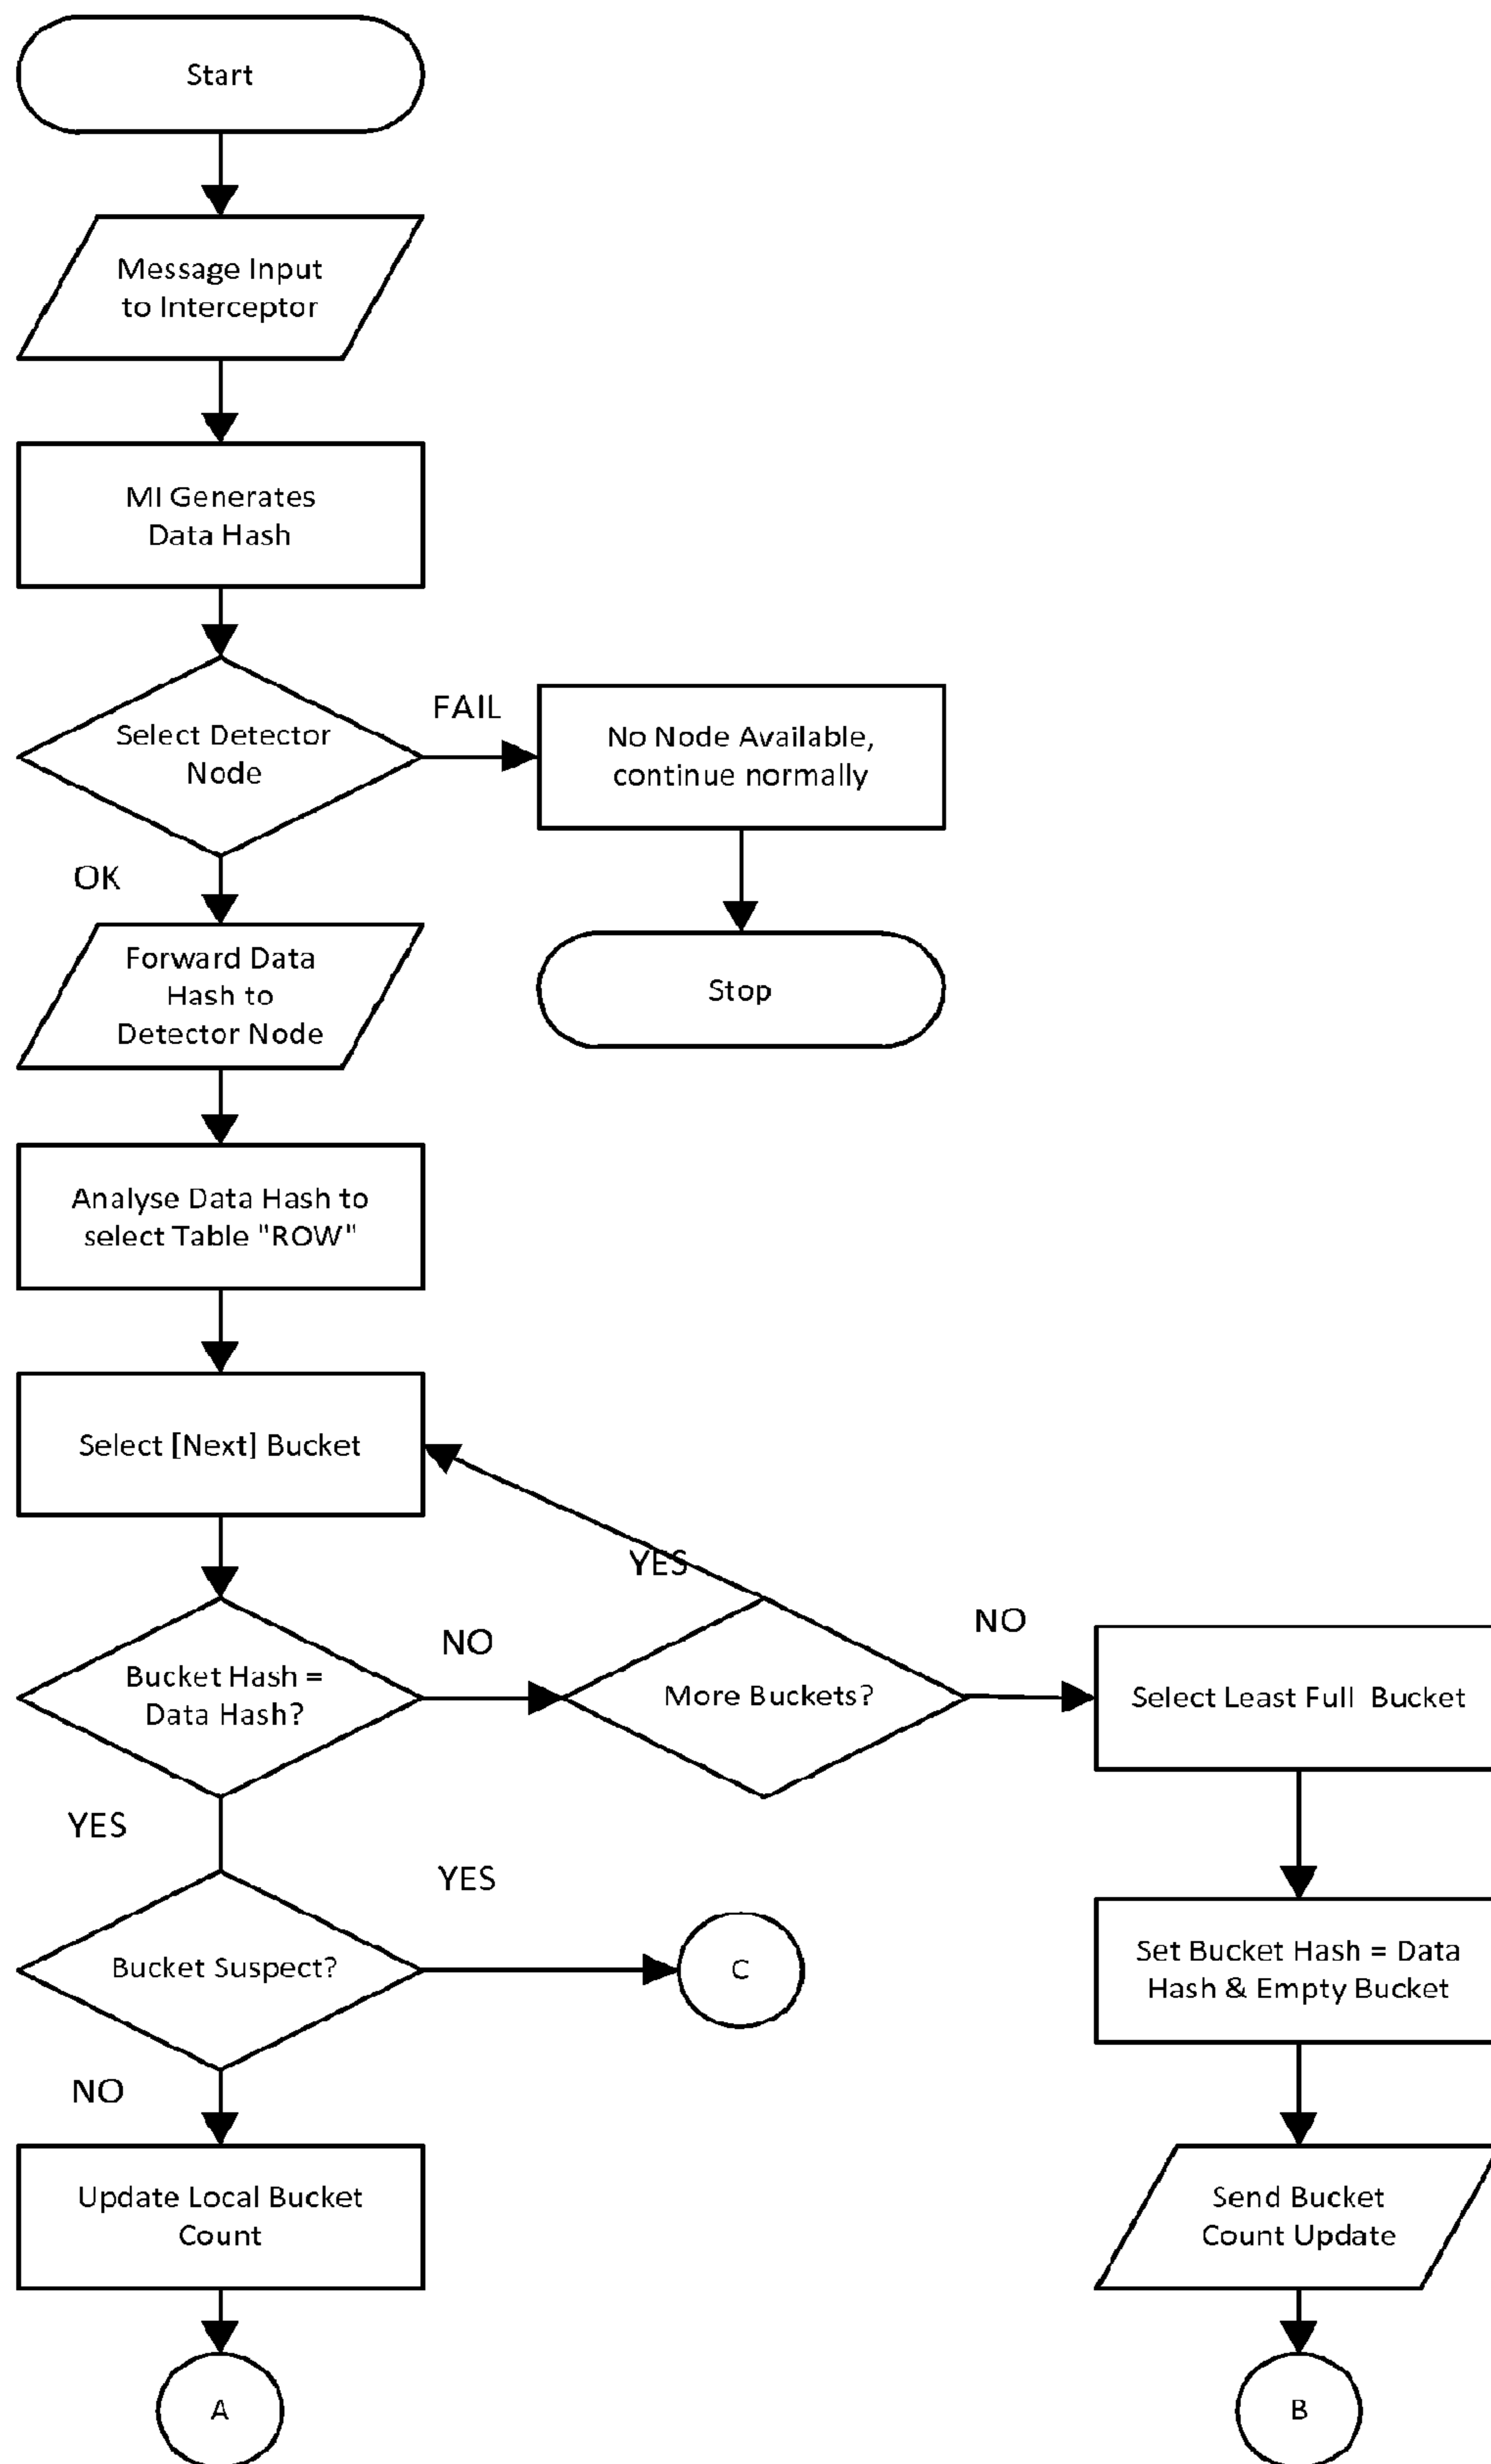 Start
Message Input
to Interceptor
MI Generates
Data Hash
Select Detector
Node
FAIL
No Node Available,
continue normally
OK
Stop
Forward Data
Hash to
Detector Node
Analyse Data Hash to
select Table "ROW"
Select [Next] Bucket
YES
Bucket Hash =
Data Hash?
NO
More Buckets?
NO
Select Least Full Bucket
YES
Bucket Suspect?
YES
C
Set Bucket Hash = Data
Hash & Empty Bucket
NO
Update Local Bucket
Count
Send Bucket
Count Update
A
B